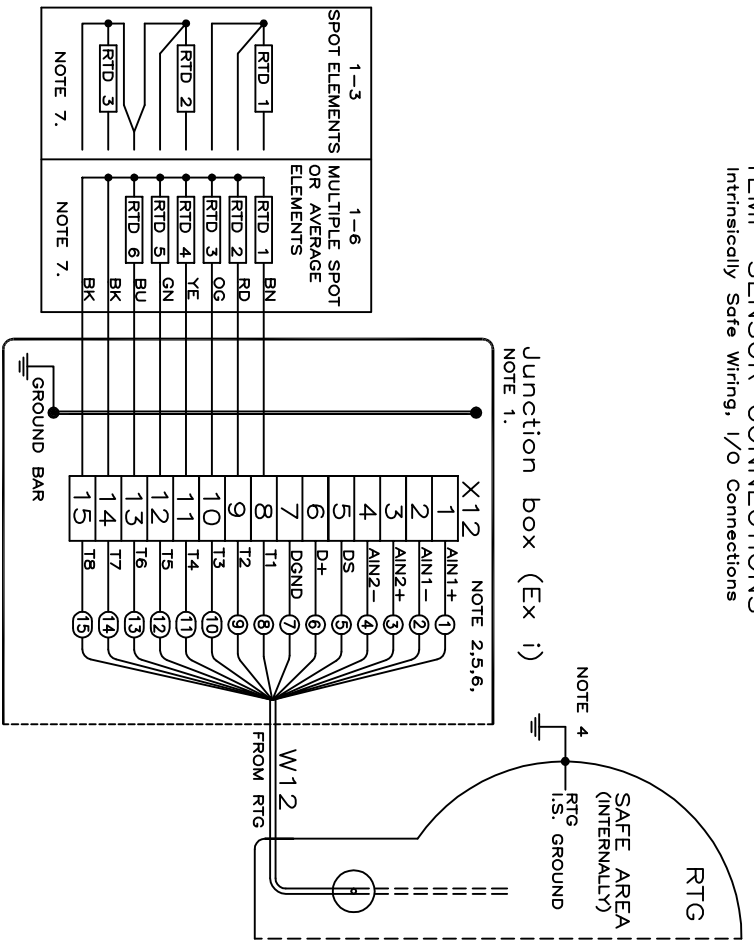 TEMP SENSOR CONNECTIONS
Intrinsically Safe Wiring, I/O Connections
1-3
SPOT ELEMENTS
RTD 1
RTD 2
RTD 3
NOTE 7.
1-6
MULTIPLE SPOT
OR AVERAGE
ELEMENTS
RTD 1
RTD 2
RTD 3
RTD 4
RTD 5
RTD 6
NOTE 7.
BN
RD
OG
YE
GN
BU
BK
BK
Junction box (Ex i)
NOTE 1.
GROUND BAR
X12
NOTE 2,5,6,
1 AIN1+ 1
2 AIN1- 2
3 AIN2+ 3
4 AIN2- 4
5 DS 5
6 D+ 6
7 DGND 7
8 T1 8
9 T2 9
10 T3 10
11 T4 11
12 T5 12
13 T6 13
14 T7 14
15 T8 15
W12
FROM RTG
NOTE 4
RTG
I.S. GROUND
SAFE AREA
(INTERNALLY)
RTG